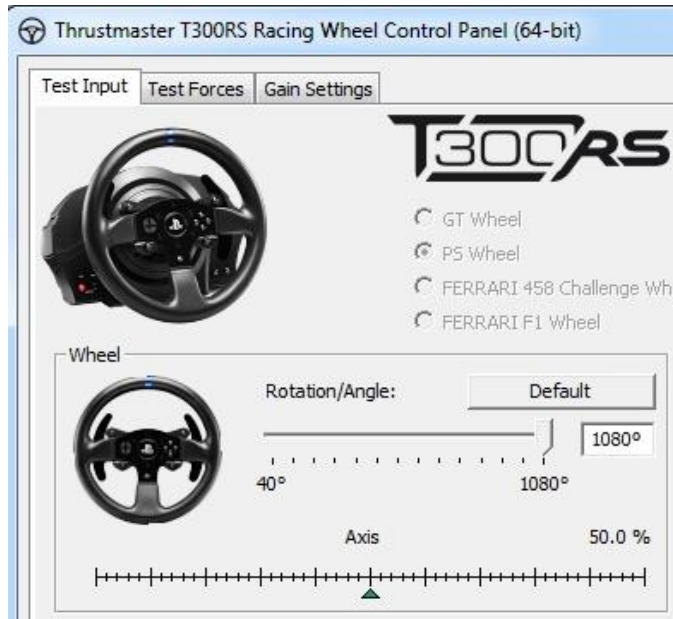 Thrustmaster T300RS Racing Wheel Control Panel (64-bit)
Test Input Test Forces Gain Settings
T300RS
GT Wheel
PS Wheel
FERRARI 458 Challenge Wh
FERRARI F1 Wheel
Wheel
Rotation/Angle: Default
1080°
40° 1080°
Axis 50.0 %